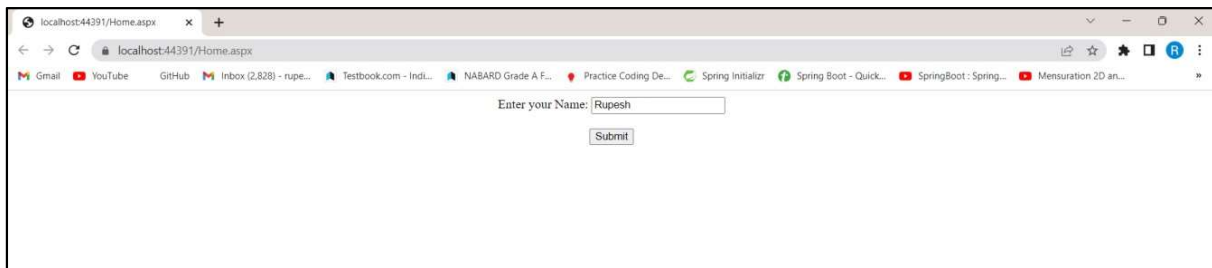 localhost:44391/Home.aspx
localhost:44391/Home.aspx R
Gmail YouTube GitHub Inbox (2,828) - rupe... Testbook.com - Indi... NABARD Grade A F... Practice Coding De... Spring Initializr Spring Boot - Quick... SpringBoot : Spring... Mensuration 2D an... »
Enter your Name: Rupesh
Submit